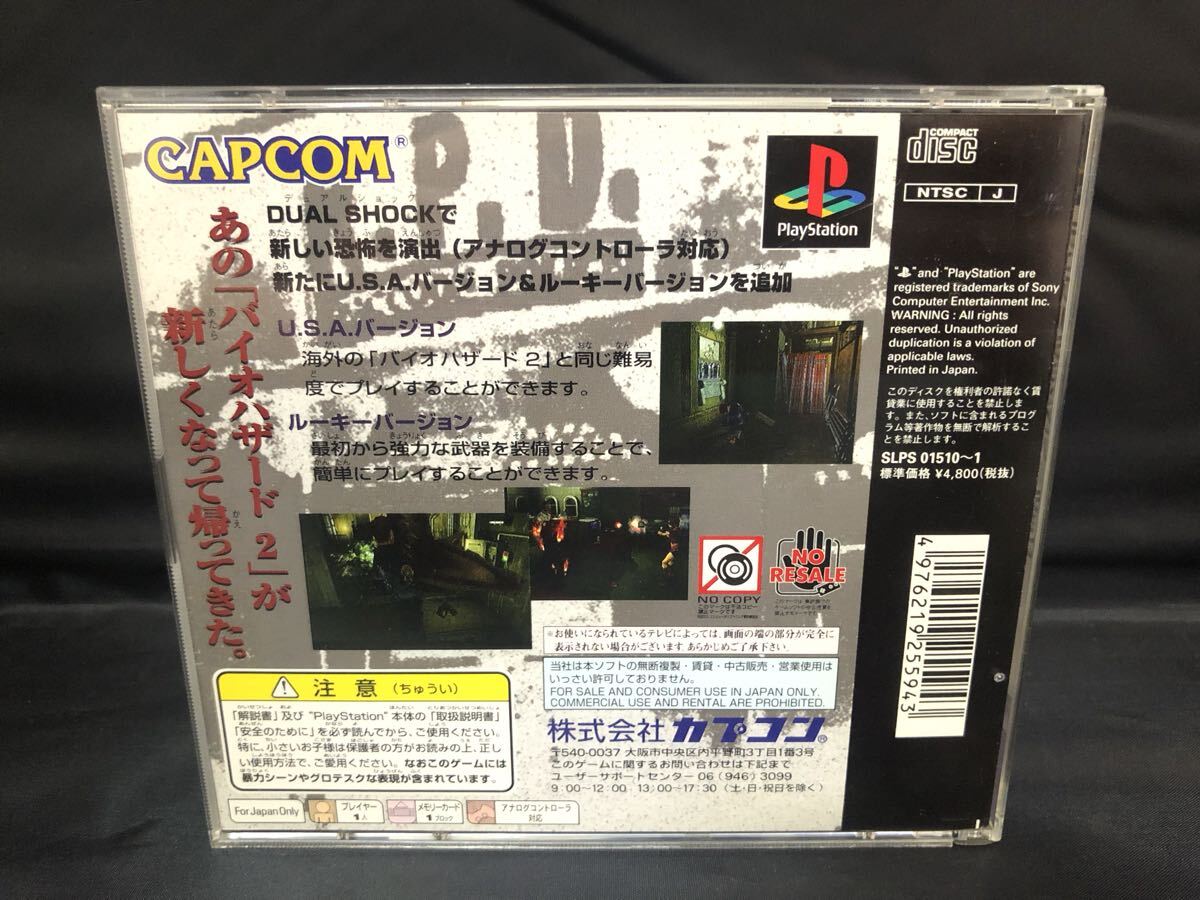 CAPCOM®
R.P.D.
あの「バイオハザード2」が
新しくなって帰ってきた。
DUAL SHOCKで
新しい恐怖を演出（アナログコントローラ対応）
新たにU.S.A.バージョン&ルーキーバージョンを追加
U.S.A.バージョン
海外の「バイオハザード2」と同じ難易
度でプレイすることができます。
ルーキーバージョン
最初から強力な武器を装備することで、
簡単にプレイすることができます。
PlayStation
COMPACT
disc
NTSC J
"PS" and "PlayStation" are
registered trademarks of Sony
Computer Entertainment Inc.
WARNING : All rights
reserved. Unauthorized
duplication is a violation of
applicable laws.
Printed in Japan.
このディスクを権利者の許諾なく賃
貸業に使用することを禁止しま
す。また、ソフトに含まれるプログ
ラム等著作物を無断で解析するこ
とを禁止します。
SLPS 01510〜1
標準価格 ¥4,800(税抜)
4976219255943
NO COPY
このマークは不法コピー
禁止マークです
NO
RESALE
※お使いになられているテレビによっては、画面の端の部分が完全に
表示されない場合がございます。あらかじめご了承下さい。
当社は本ソフトの無断複製・賃貸・中古販売・営業使用は
いっさい許可しておりません。
FOR SALE AND CONSUMER USE IN JAPAN ONLY.
COMMERCIAL USE AND RENTAL ARE PROHIBITED.
株式会社カプコン®
〒540-0037 大阪市中央区内平野町3丁目1番3号
このゲームに関するお問い合わせは下記まで
ユーザーサポートセンター 06(946)3099
9:00〜12:00 13:00〜17:30（土・日・祝日を除く）
注意（ちゅうい）
「解説書」及び"PlayStation"本体の「取扱説明書」
「安全のために」を必ず読んでから、ご使用ください。
特に、小さいお子様は保護者の方がお読みの上、正し
い使用方法で、ご愛用ください。なおこのゲームには
暴力シーンやグロテスクな表現が含まれています。
For Japan Only
プレイヤー
1人
メモリーカード
1ブロック
アナログコントローラ
対応